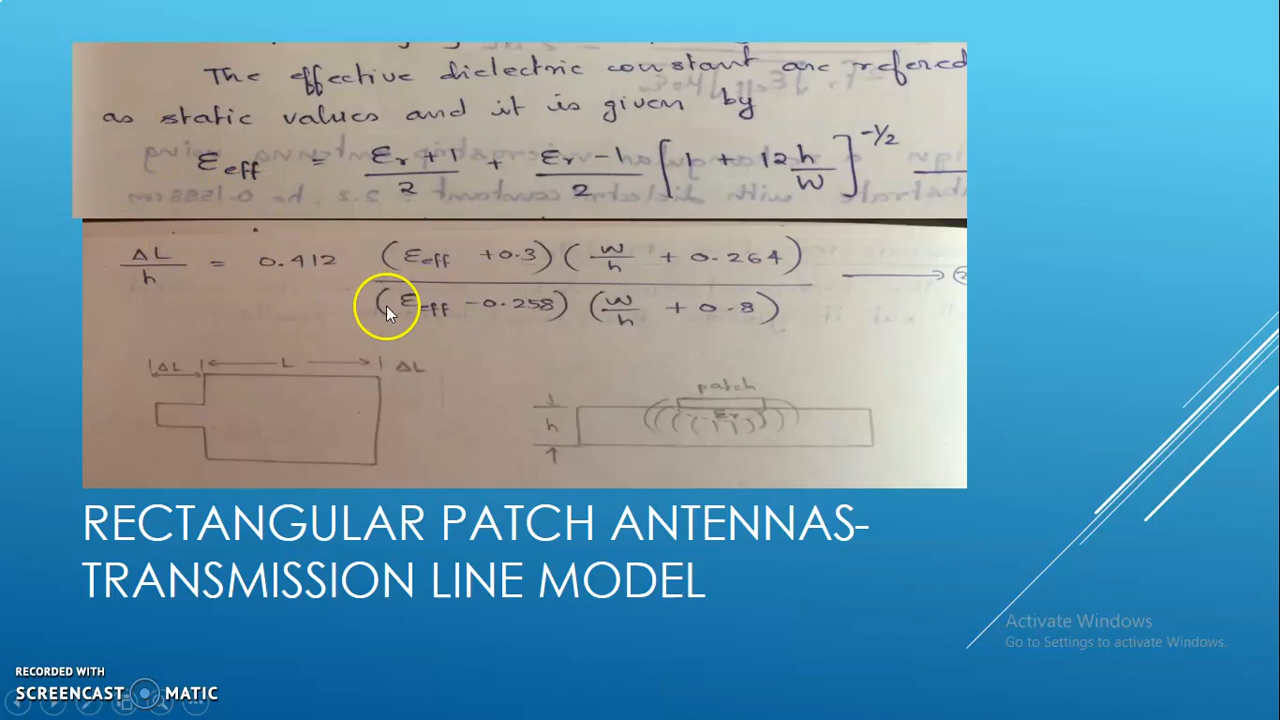 The effective dielectric constant are refered
as static values and it is given by
εeff = εr + 1 / 2 + εr - 1 / 2 [1 + 12 h/W]^-1/2
ΔL/h = 0.412 (εeff + 0.3) (W/h + 0.264) / (εeff - 0.258) (W/h + 0.8)
ΔL L ΔL
patch
h εr
RECTANGULAR PATCH ANTENNAS-
TRANSMISSION LINE MODEL
Activate Windows
Go to Settings to activate Windows.
RECORDED WITH
SCREENCAST MATIC